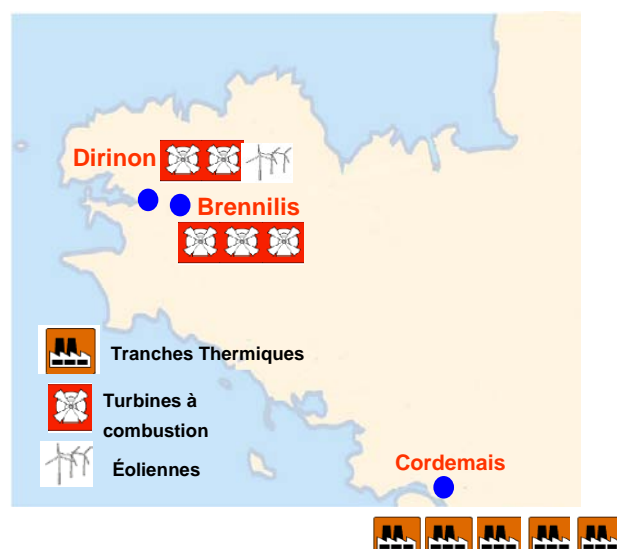 Dirinon
Brennilis
Tranches Thermiques
Turbines à
combustion
Éoliennes
Cordemais